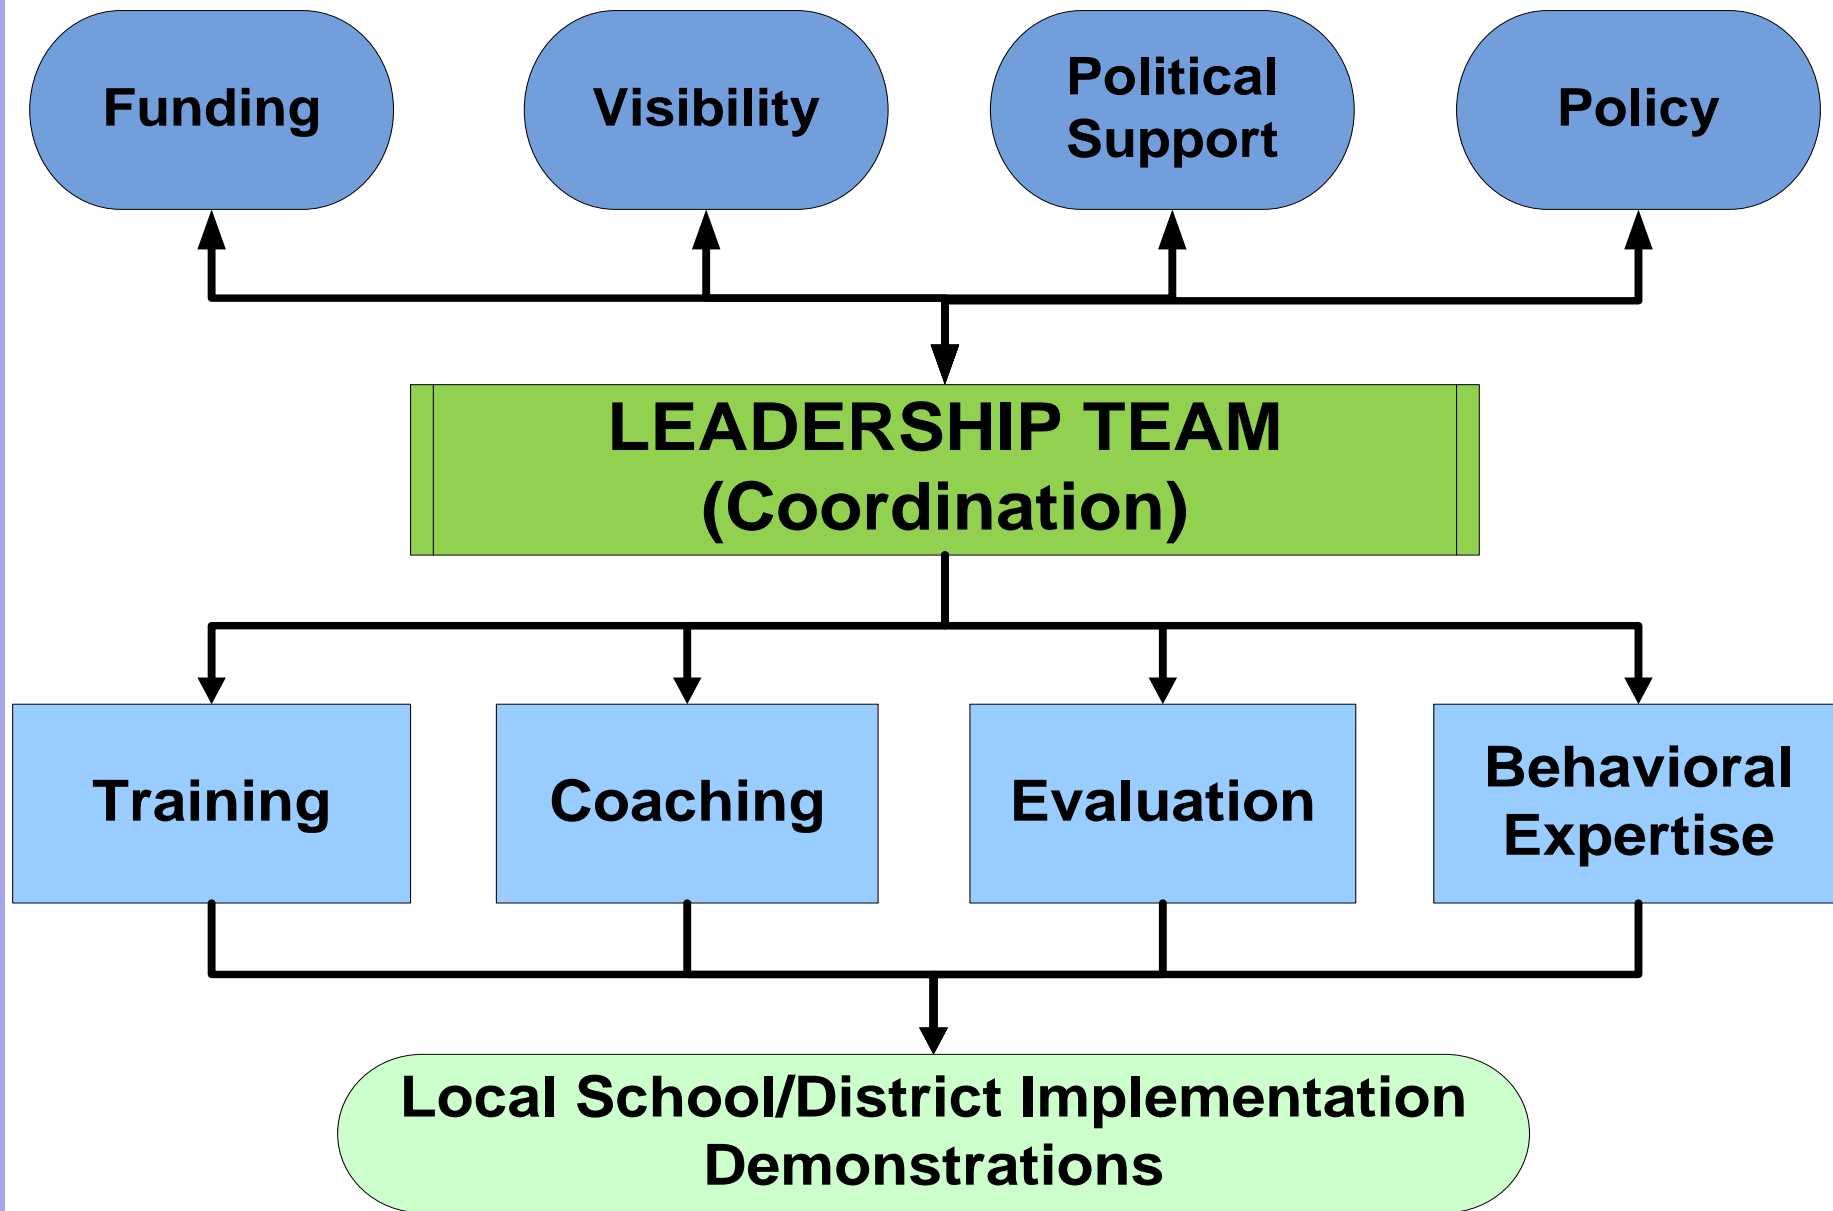 Funding
Visibility
Political
Support
Policy
LEADERSHIP TEAM
(Coordination)
Training
Coaching
Evaluation
Behavioral
Expertise
Local School/District Implementation
Demonstrations